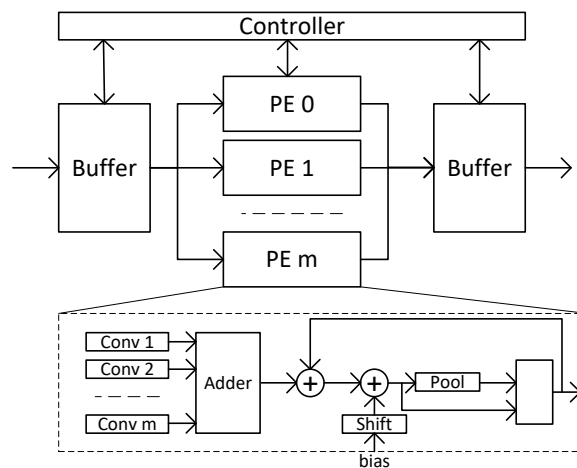 Controller
PE 0
Buffer
PE 1
Buffer
PE m
Conv 1
Conv 2
Adder
+
+
Pool
Conv m
Shift
bias